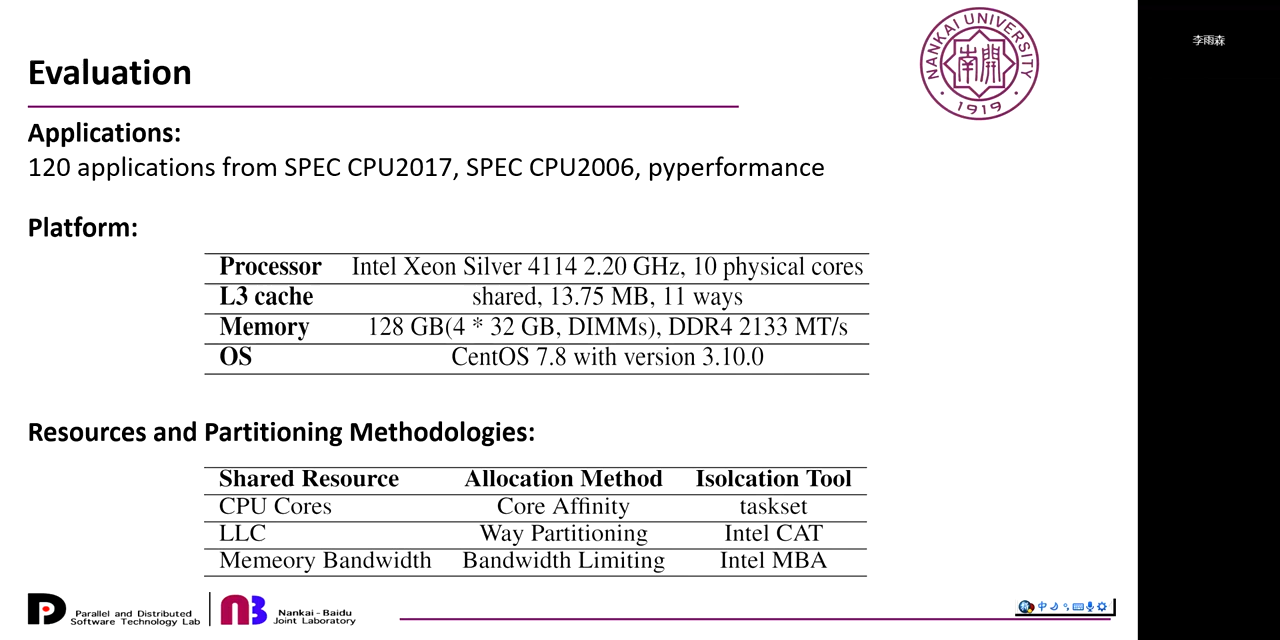 Evaluation
NANKAI UNIVERSITY
南開
1919
李雨森
Applications:
120 applications from SPEC CPU2017, SPEC CPU2006, pyperformance
Platform:
Processor Intel Xeon Silver 4114 2.20 GHz, 10 physical cores
L3 cache shared, 13.75 MB, 11 ways
Memory 128 GB(4 * 32 GB, DIMMs), DDR4 2133 MT/s
OS CentOS 7.8 with version 3.10.0
Resources and Partitioning Methodologies:
Shared Resource Allocation Method Isolcation Tool
CPU Cores Core Affinity taskset
LLC Way Partitioning Intel CAT
Memeory Bandwidth Bandwidth Limiting Intel MBA
Parallel and Distributed
Software Technology Lab
Nankai-Baidu
Joint Laboratory
中